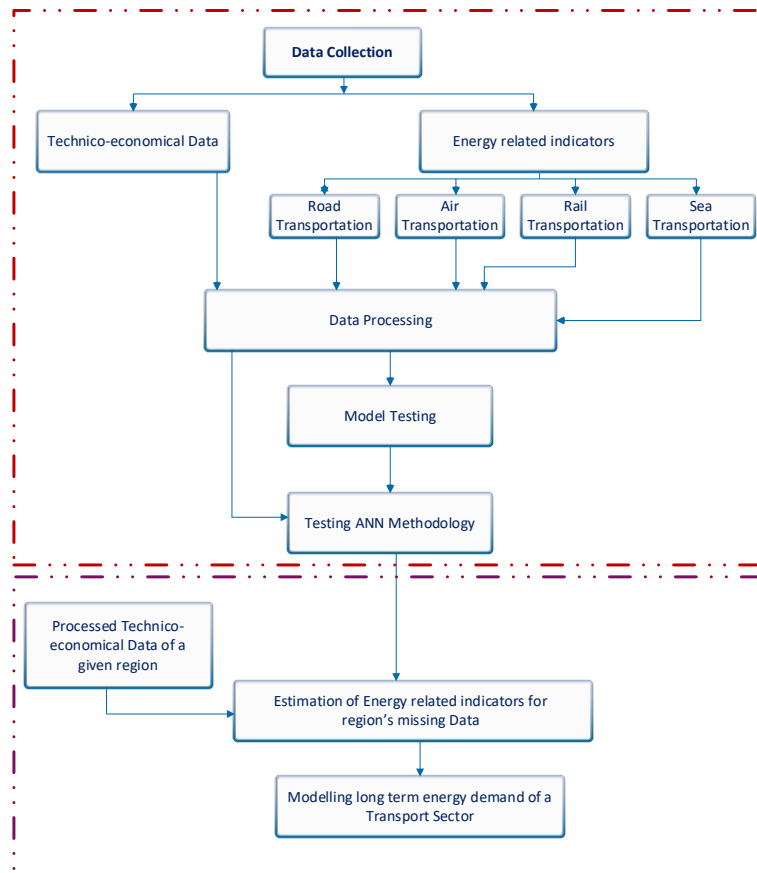 Data Collection
Technico-economical Data
Energy related indicators
Road
Transportation
Air
Transportation
Rail
Transportation
Sea
Transportation
Data Processing
Model Testing
Testing ANN Methodology
Processed Technico-
economical Data of a
given region
Estimation of Energy related indicators for
region's missing Data
Modelling long term energy demand of a
Transport Sector